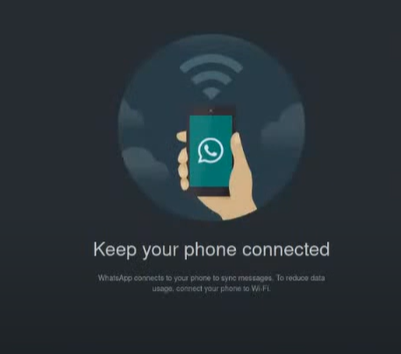 Keep your phone connected
WhatsApp connects to your phone to sync messages. To reduce data
usage, connect your phone to Wi-Fi.